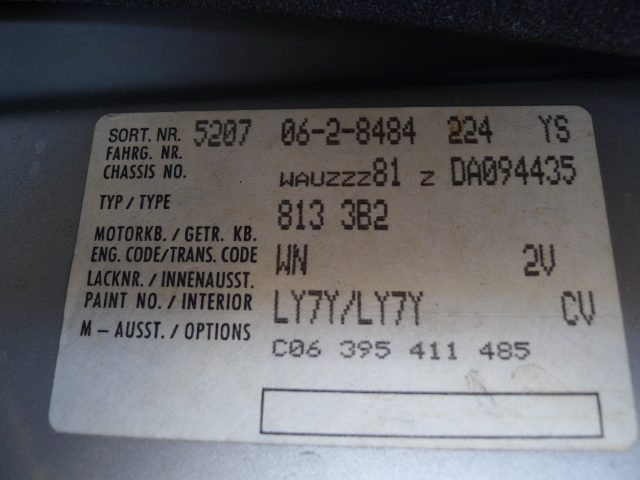 SORT. NR. 5207 06-2-8484 224 YS
FAHRG. NR.
CHASSIS NO. WAUZZZ81 Z DA094435
TYP / TYPE 813 3B2
MOTORKB. / GETR. KB.
ENG. CODE/TRANS. CODE WN 2V
LACKNR. / INNENAUSST.
PAINT NO. / INTERIOR LY7Y/LY7Y CV
M – AUSST. / OPTIONS C06 395 411 485